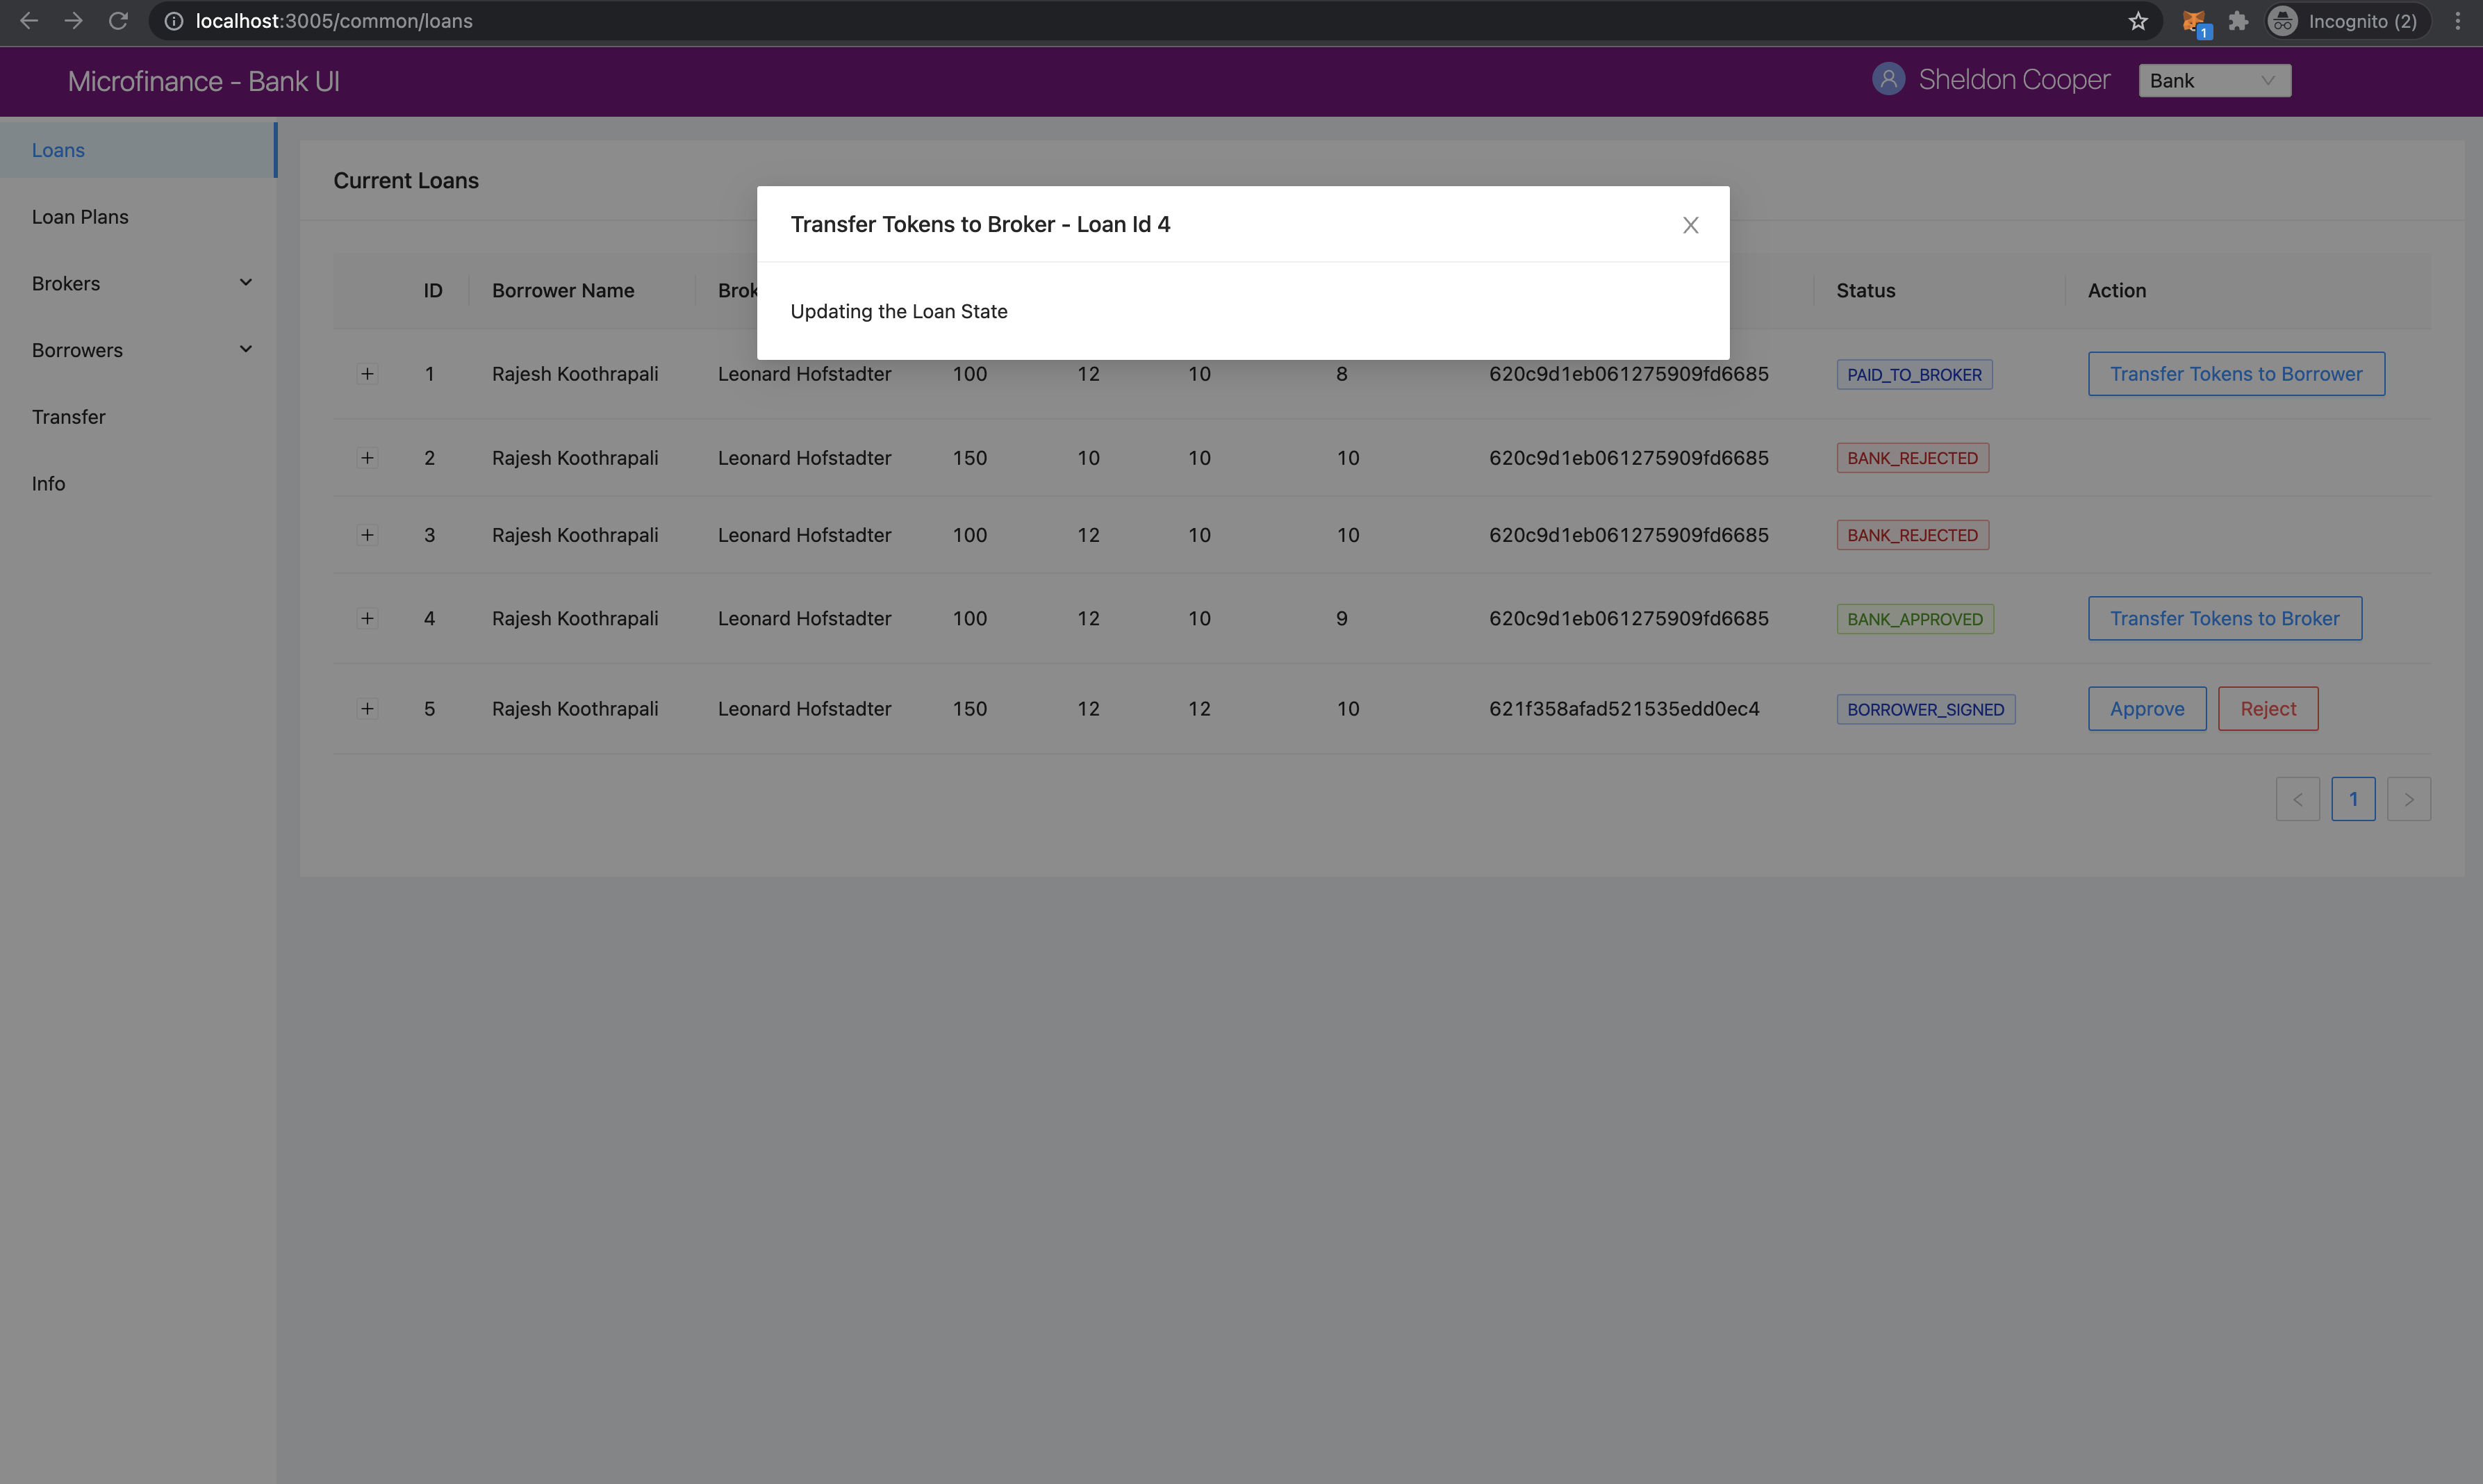 localhost:3005/common/loans
1
Incognito (2)
Microfinance - Bank UI
Sheldon Cooper
Bank
Loans
Loan Plans
Brokers
Borrowers
Transfer
Info
Current Loans
Transfer Tokens to Broker - Loan Id 4
Updating the Loan State
ID Borrower Name Brok Status Action
1 Rajesh Koothrapali Leonard Hofstadter 100 12 10 8 620c9d1eb061275909fd6685 PAID_TO_BROKER Transfer Tokens to Borrower
2 Rajesh Koothrapali Leonard Hofstadter 150 10 10 10 620c9d1eb061275909fd6685 BANK_REJECTED
3 Rajesh Koothrapali Leonard Hofstadter 100 12 10 10 620c9d1eb061275909fd6685 BANK_REJECTED
4 Rajesh Koothrapali Leonard Hofstadter 100 12 10 9 620c9d1eb061275909fd6685 BANK_APPROVED Transfer Tokens to Broker
5 Rajesh Koothrapali Leonard Hofstadter 150 12 12 10 621f358afad521535edd0ec4 BORROWER_SIGNED Approve Reject
1